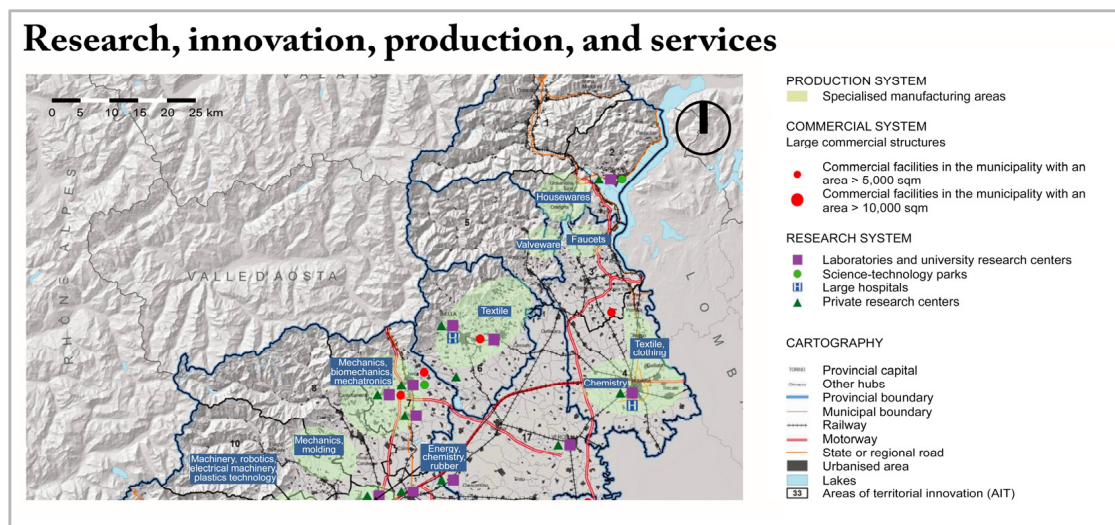 Research, innovation, production, and services
VALAIS
0 5 10 15 20 25 km
1
2
Housewares
5
Valveware
Faucets
3
RHÔNE ALPES
VALLE D'AOSTA
LOMB
Textile
BIELLA
Textile,
clothing
Mechanics,
biomechanics,
mechatronics
6
4
Chemistry
8
7
10
Mechanics,
molding
Energy,
chemistry,
rubber
17
Machinery, robotics,
electrical machinery,
plastics technology
PRODUCTION SYSTEM
Specialised manufacturing areas
COMMERCIAL SYSTEM
Large commercial structures
Commercial facilities in the municipality with an
area > 5,000 sqm
Commercial facilities in the municipality with an
area > 10,000 sqm
RESEARCH SYSTEM
Laboratories and university research centers
Science-technology parks
H Large hospitals
Private research centers
CARTOGRAPHY
TORINO Provincial capital
Other hubs
Provincial boundary
Municipal boundary
Railway
Motorway
State or regional road
Urbanised area
Lakes
33 Areas of territorial innovation (AIT)